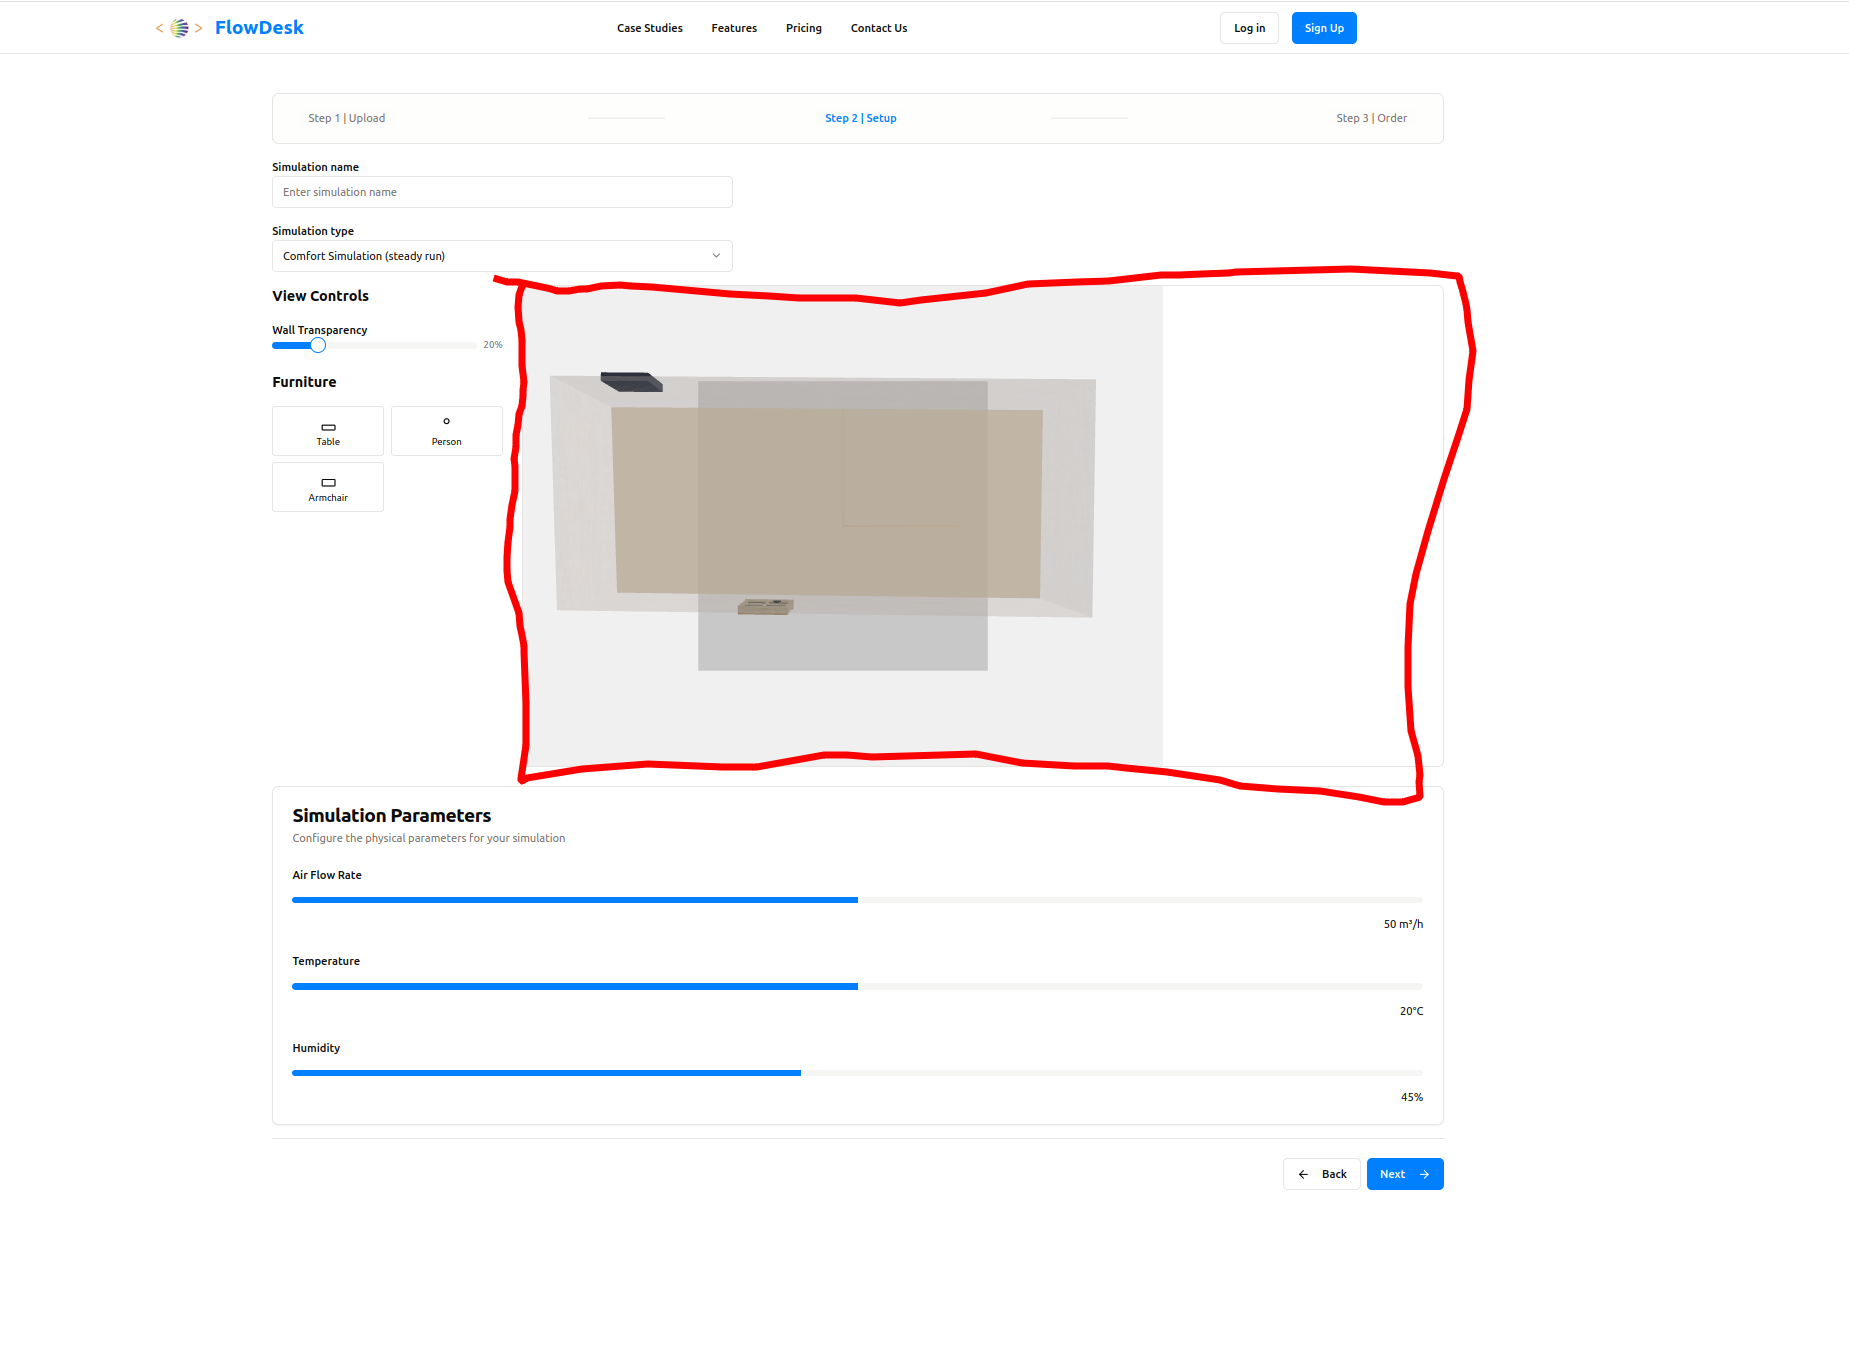 FlowDesk
Case Studies Features Pricing Contact Us
Log in Sign Up
Step 1 | Upload Step 2 | Setup Step 3 | Order
Simulation name
Enter simulation name
Simulation type
Comfort Simulation (steady run)
View Controls
Wall Transparency
20%
Furniture
Table Person
Armchair
Simulation Parameters
Configure the physical parameters for your simulation
Air Flow Rate
50 m³/h
Temperature
20°C
Humidity
45%
Back Next